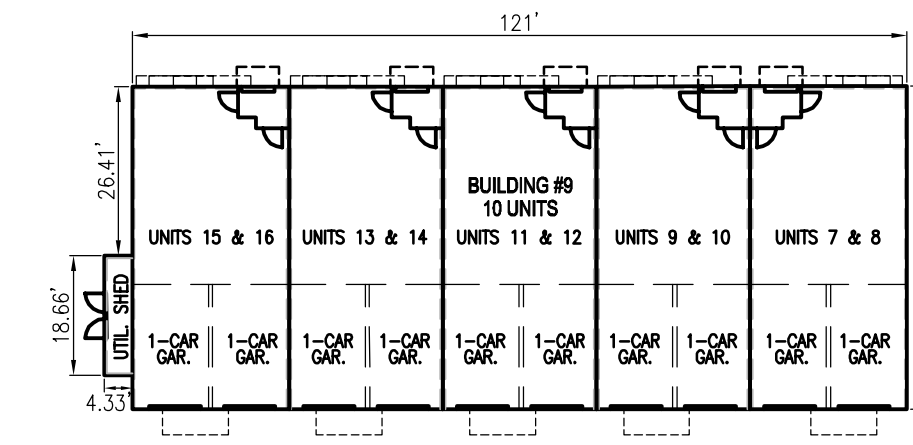 121'
26.41'
BUILDING #9
10 UNITS
UNITS 15 & 16
UNITS 13 & 14
UNITS 11 & 12
UNITS 9 & 10
UNITS 7 & 8
18.66'
UTIL. SHED
1-CAR
GAR.
1-CAR
GAR.
1-CAR
GAR.
1-CAR
GAR.
1-CAR
GAR.
1-CAR
GAR.
1-CAR
GAR.
1-CAR
GAR.
1-CAR
GAR.
1-CAR
GAR.
4.33'